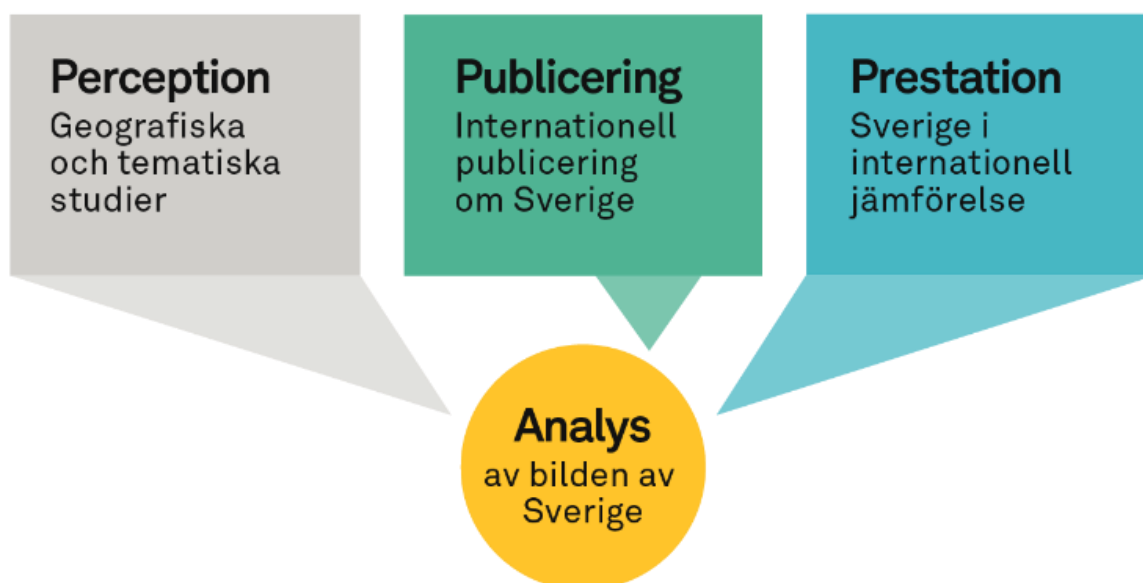 Perception
Geografiska
och tematiska
studier
Publicering
Internationell
publicering
om Sverige
Prestation
Sverige i
internationell
jämförelse
Analys
av bilden av
Sverige